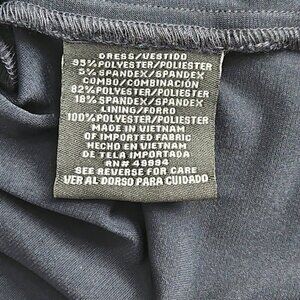 DRESS/VESTIDO
95%POLYESTER/POLIESTER
5%SPANDEX/SPANDEX
COMBO/COMBINACIÓN
82%POLYESTER/POLIESTER
18%SPANDEX/SPANDEX
LINING/FORRO
100%POLYESTER/POLIESTER
MADE IN VIETNAM
OF IMPORTED FABRIC
HECHO EN VIETNAM
DE TELA IMPORTADA
RN# 49994
SEE REVERSE FOR CARE
VER AL DORSO PARA CUIDADO